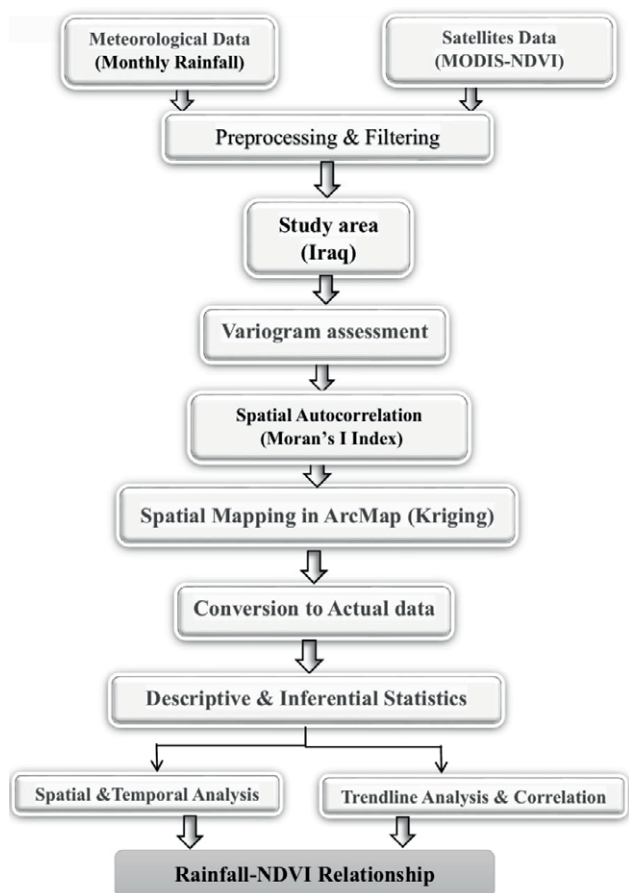 Meteorological Data
(Monthly Rainfall)
Satellites Data
(MODIS-NDVI)
Preprocessing & Filtering
Study area
(Iraq)
Variogram assessment
Spatial Autocorrelation
(Moran’s I Index)
Spatial Mapping in ArcMap (Kriging)
Conversion to Actual data
Descriptive & Inferential Statistics
Spatial &Temporal Analysis
Trendline Analysis & Correlation
Rainfall-NDVI Relationship